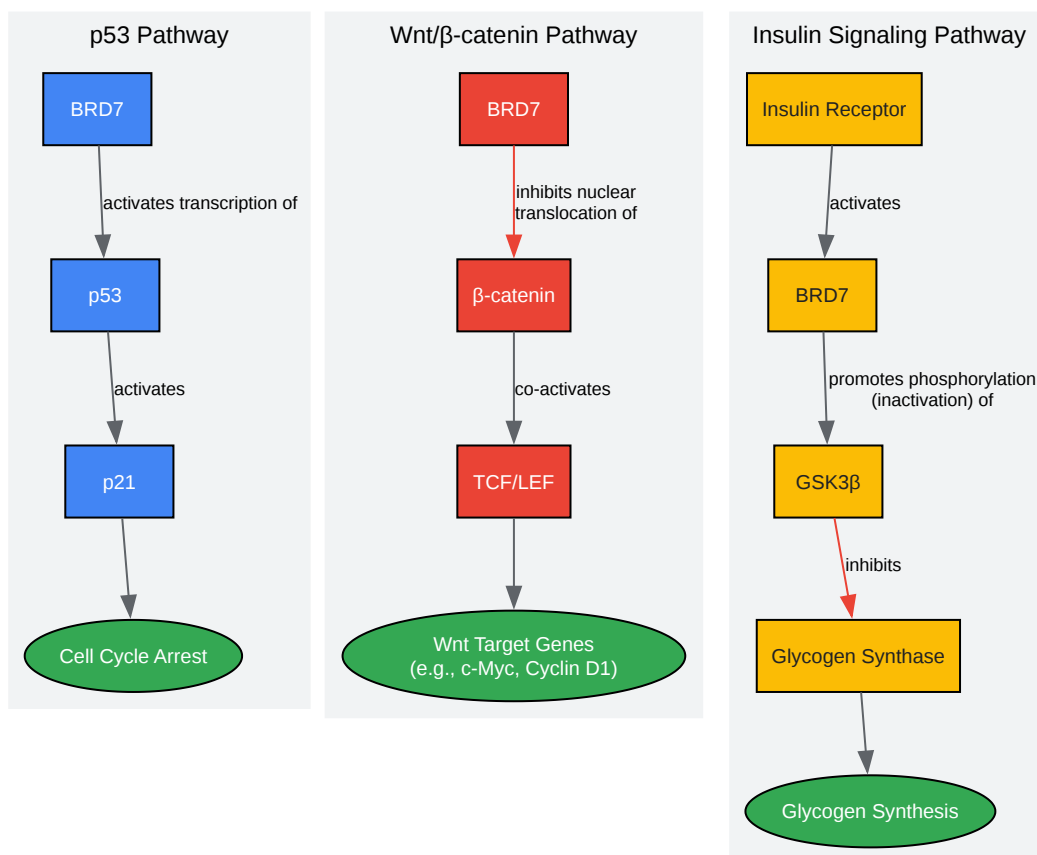 p53 Pathway
BRD7
activates transcription of
p53
activates
p21
Cell Cycle Arrest
Wnt/β-catenin Pathway
BRD7
inhibits nuclear
translocation of
β-catenin
co-activates
TCF/LEF
Wnt Target Genes
(e.g., c-Myc, Cyclin D1)
Insulin Signaling Pathway
Insulin Receptor
activates
BRD7
promotes phosphorylation
(inactivation) of
GSK3β
inhibits
Glycogen Synthase
Glycogen Synthesis